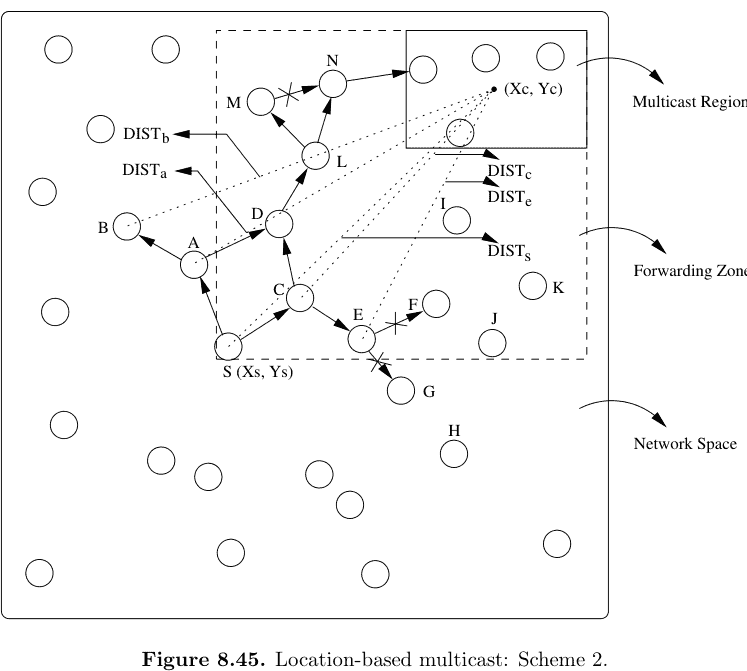 N
M
(Xc, Yc)
Multicast Region
DISTb
L
DISTa
DISTc
DISTe
I
D
B
A
DISTs
Forwarding Zone
C
K
E
F
J
S (Xs, Ys)
G
H
Network Space
Figure 8.45. Location-based multicast: Scheme 2.